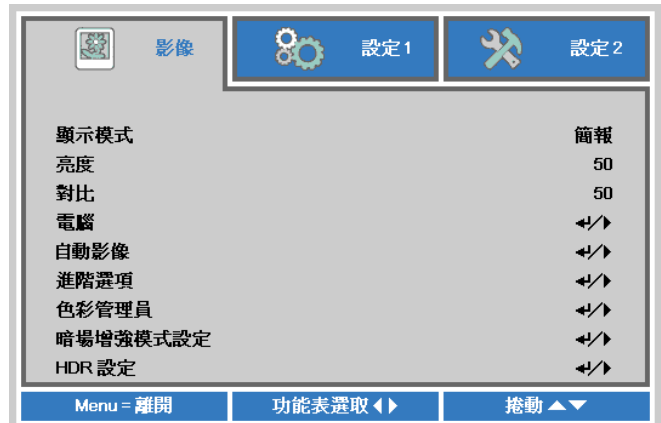 影像 設定1 設定2
顯示模式 簡報
亮度 50
對比 50
電腦 ↵/▶
自動影像 ↵/▶
進階選項 ↵/▶
色彩管理員 ↵/▶
暗場增強模式設定 ↵/▶
HDR 設定 ↵/▶
Menu = 離開 功能表選取 ◀▶ 捲動 ▲▼